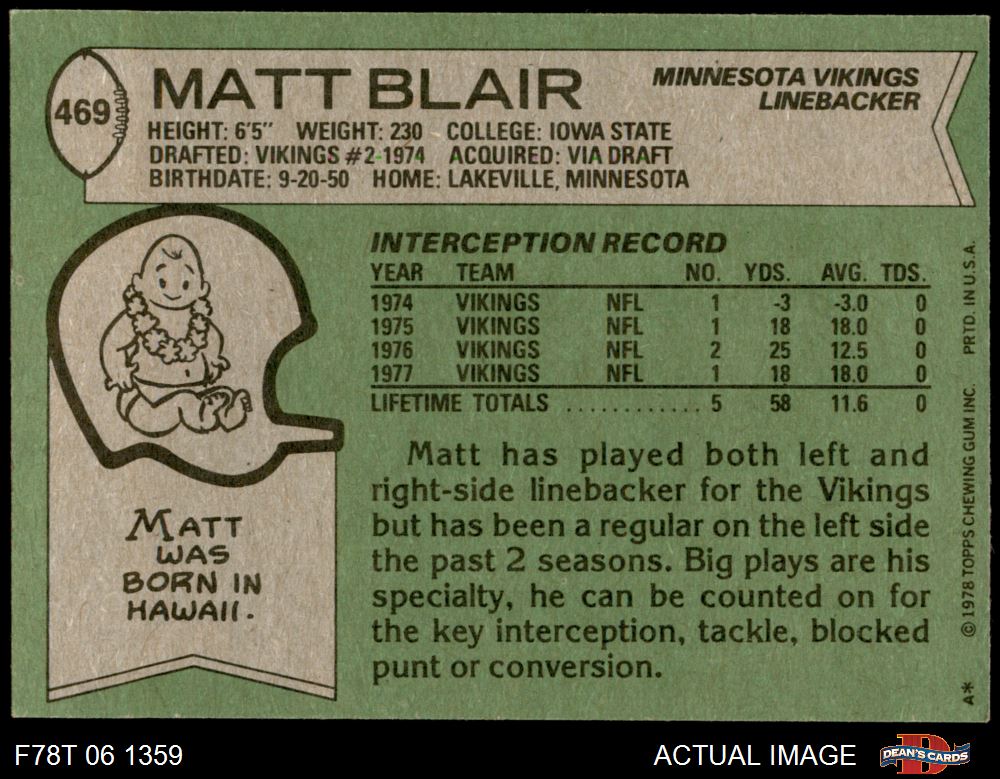 469
MATT BLAIR
MINNESOTA VIKINGS
LINEBACKER
HEIGHT: 6'5" WEIGHT: 230 COLLEGE: IOWA STATE
DRAFTED: VIKINGS #2-1974 ACQUIRED: VIA DRAFT
BIRTHDATE: 9-20-50 HOME: LAKEVILLE, MINNESOTA
INTERCEPTION RECORD
YEAR TEAM NO. YDS. AVG. TDS.
1974 VIKINGS NFL 1 -3 -3.0 0
1975 VIKINGS NFL 1 18 18.0 0
1976 VIKINGS NFL 2 25 12.5 0
1977 VIKINGS NFL 1 18 18.0 0
LIFETIME TOTALS ............ 5 58 11.6 0
Matt has played both left and
right-side linebacker for the Vikings
but has been a regular on the left side
the past 2 seasons. Big plays are his
specialty, he can be counted on for
the key interception, tackle, blocked
punt or conversion.
MATT
WAS
BORN IN
HAWAII.
A* © 1978 TOPPS CHEWING GUM INC. PRTD. IN U.S.A.
F78T 06 1359
ACTUAL IMAGE
D
DEAN'S CARDS